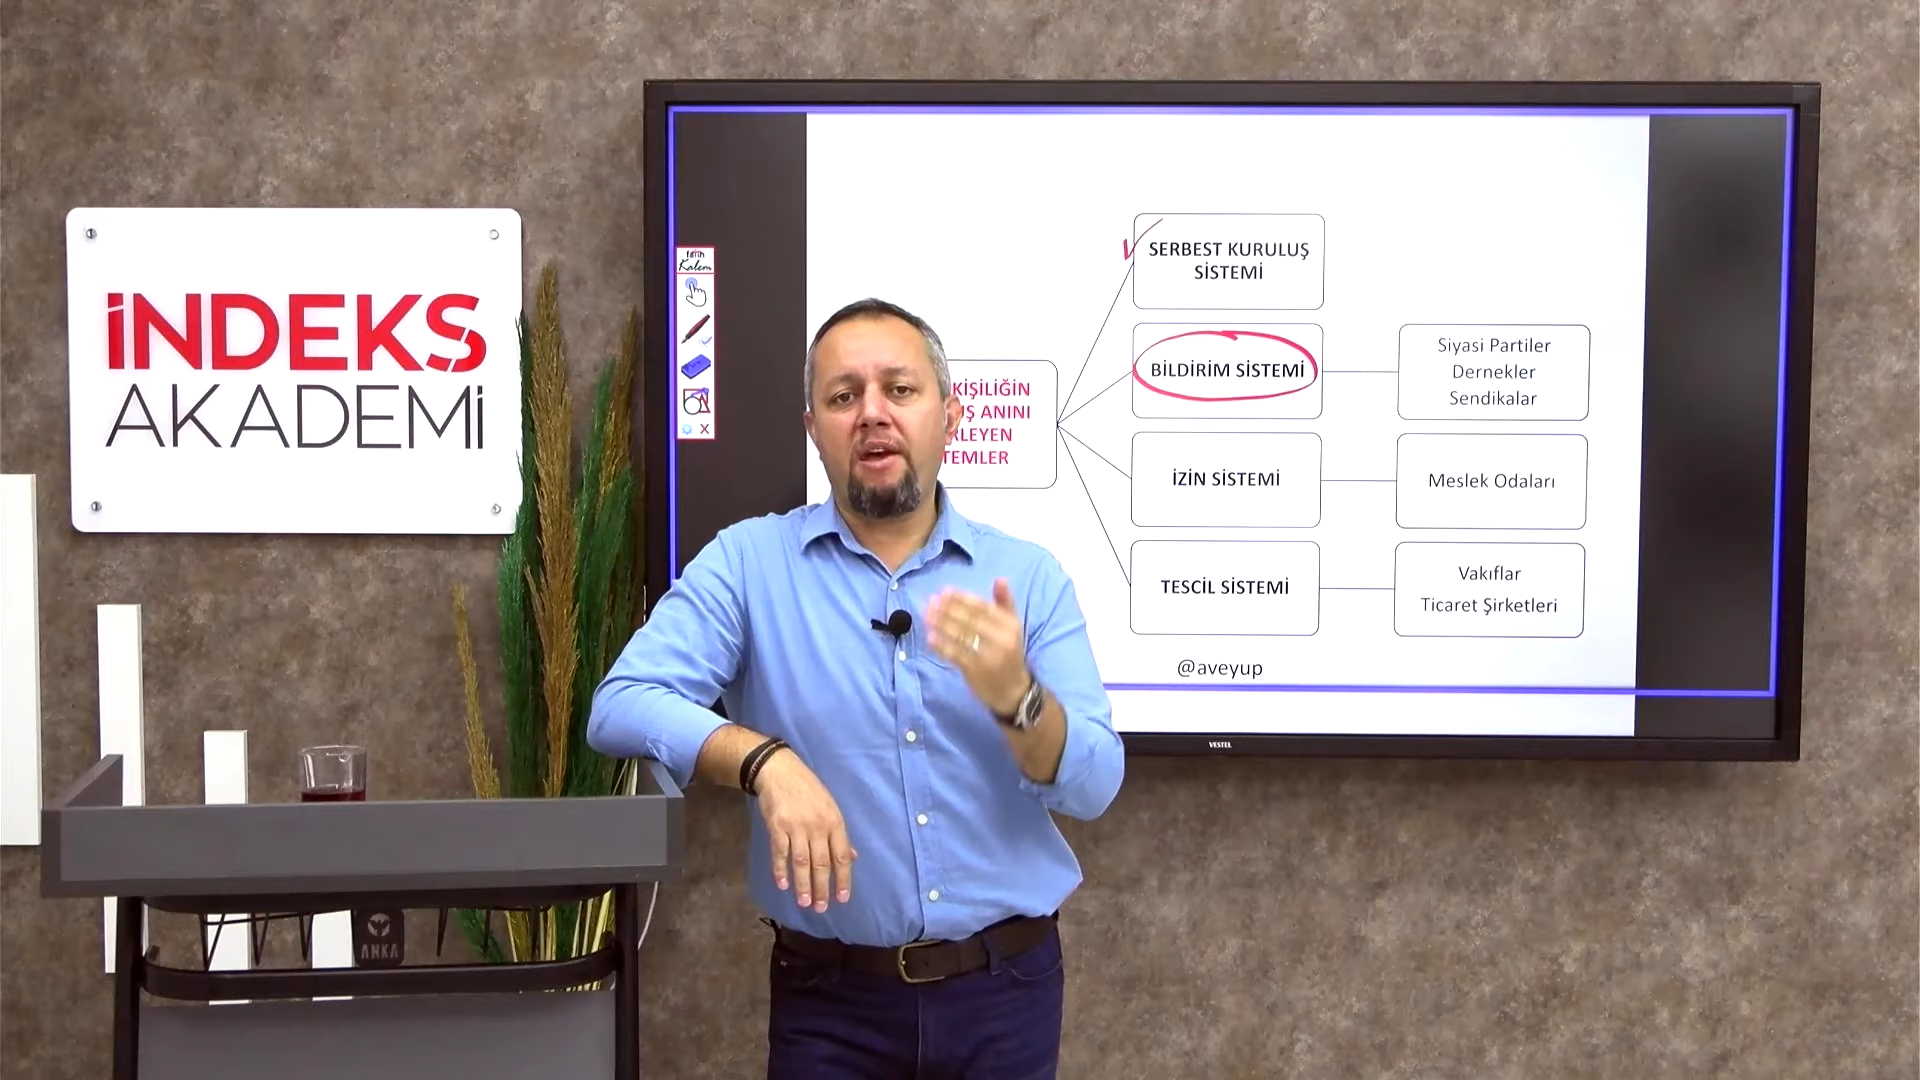 İNDEKS
AKADEMİ
Kalem
KİŞİLİĞİN
ANINI
TEMLER
SERBEST KURULUŞ
SİSTEMİ
BİLDİRİM SİSTEMİ
Siyasi Partiler
Dernekler
Sendikalar
İZİN SİSTEMİ
Meslek Odaları
TESCİL SİSTEMİ
Vakıflar
Ticaret Şirketleri
@aveyup
VESTEL
ANKA